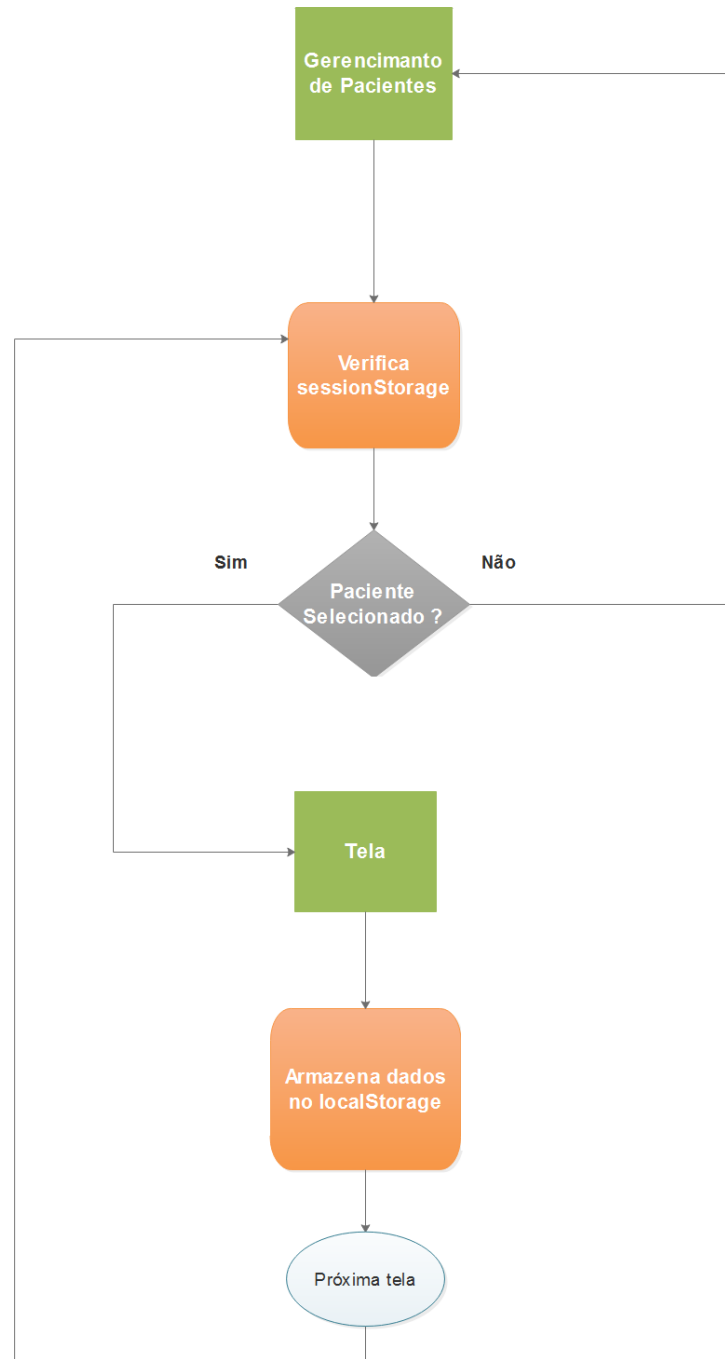 Gerencimanto
de Pacientes
Verifica
sessionStorage
Sim
Não
Paciente
Selecionado ?
Tela
Armazena dados
no localStorage
Próxima tela